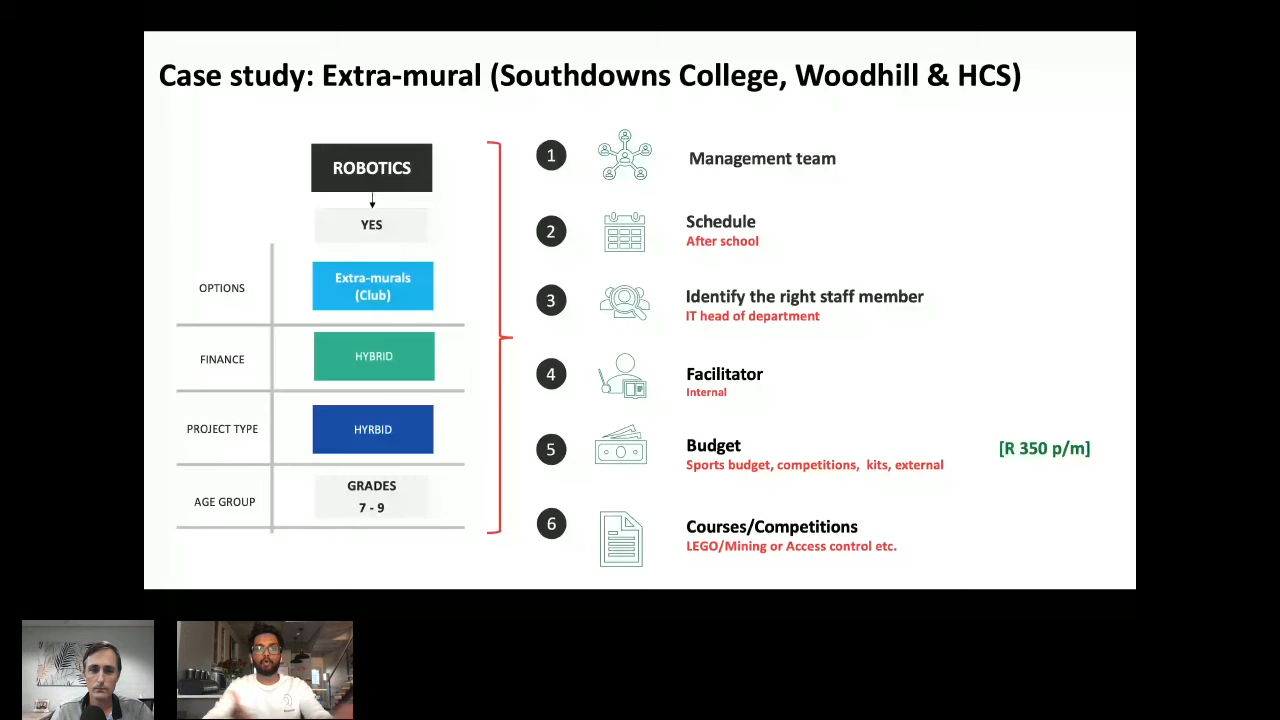 Case study: Extra-mural (Southdowns College, Woodhill & HCS)
ROBOTICS
YES
OPTIONS
Extra-murals
(Club)
FINANCE
HYBRID
PROJECT TYPE
HYRBID
AGE GROUP
GRADES
7 - 9
1
Management team
2
Schedule
After school
3
Identify the right staff member
IT head of department
4
Facilitator
Internal
5
Budget
Sports budget, competitions, kits, external
[R 350 p/m]
6
Courses/Competitions
LEGO/Mining or Access control etc.